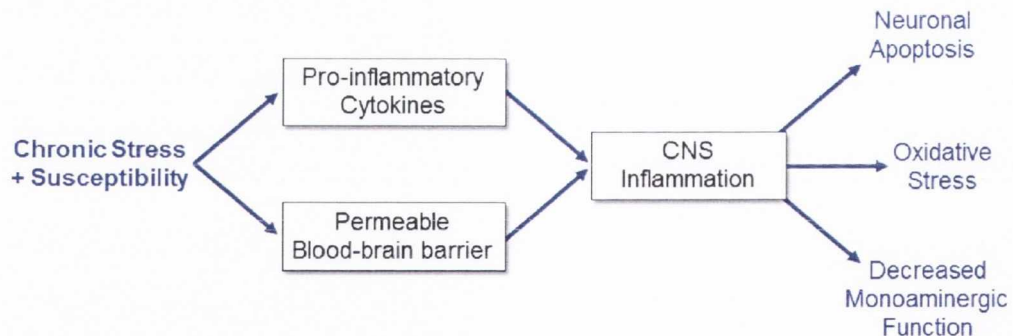 Chronic Stress
+ Susceptibility
Pro-inflammatory
Cytokines
Permeable
Blood-brain barrier
CNS
Inflammation
Neuronal
Apoptosis
Oxidative
Stress
Decreased
Monoaminergic
Function